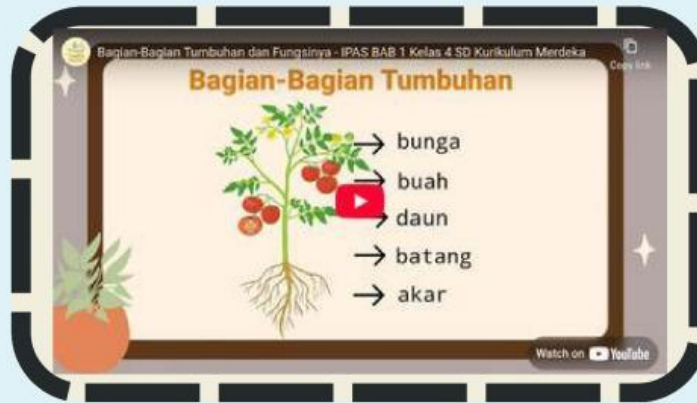 Bagian-Bagian Tumbuhan dan Fungsinya - IPAS BAB 1 Kelas 4 SD Kurikulum Merdeka
Copy link
Bagian-Bagian Tumbuhan
bunga
buah
daun
batang
akar
Watch on YouTube